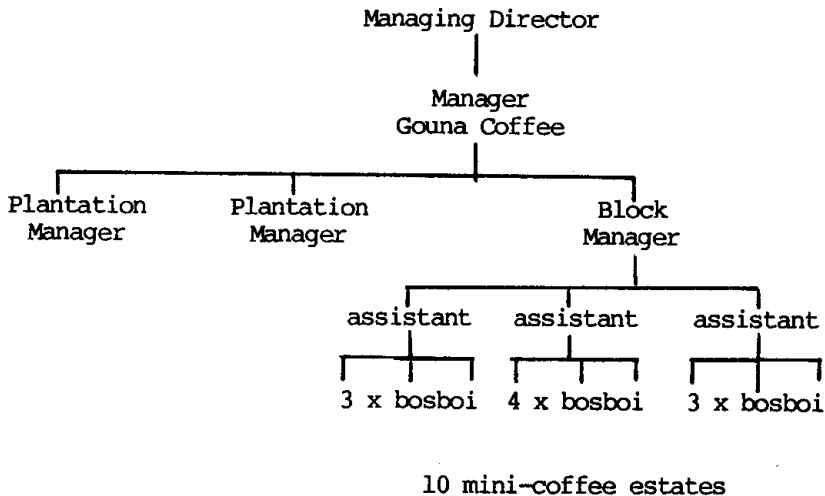 Managing Director
Manager
Gouna Coffee
Plantation Manager
Plantation Manager
Block Manager
assistant assistant assistant
3 x bosboi 4 x bosboi 3 x bosboi
10 mini-coffee estates